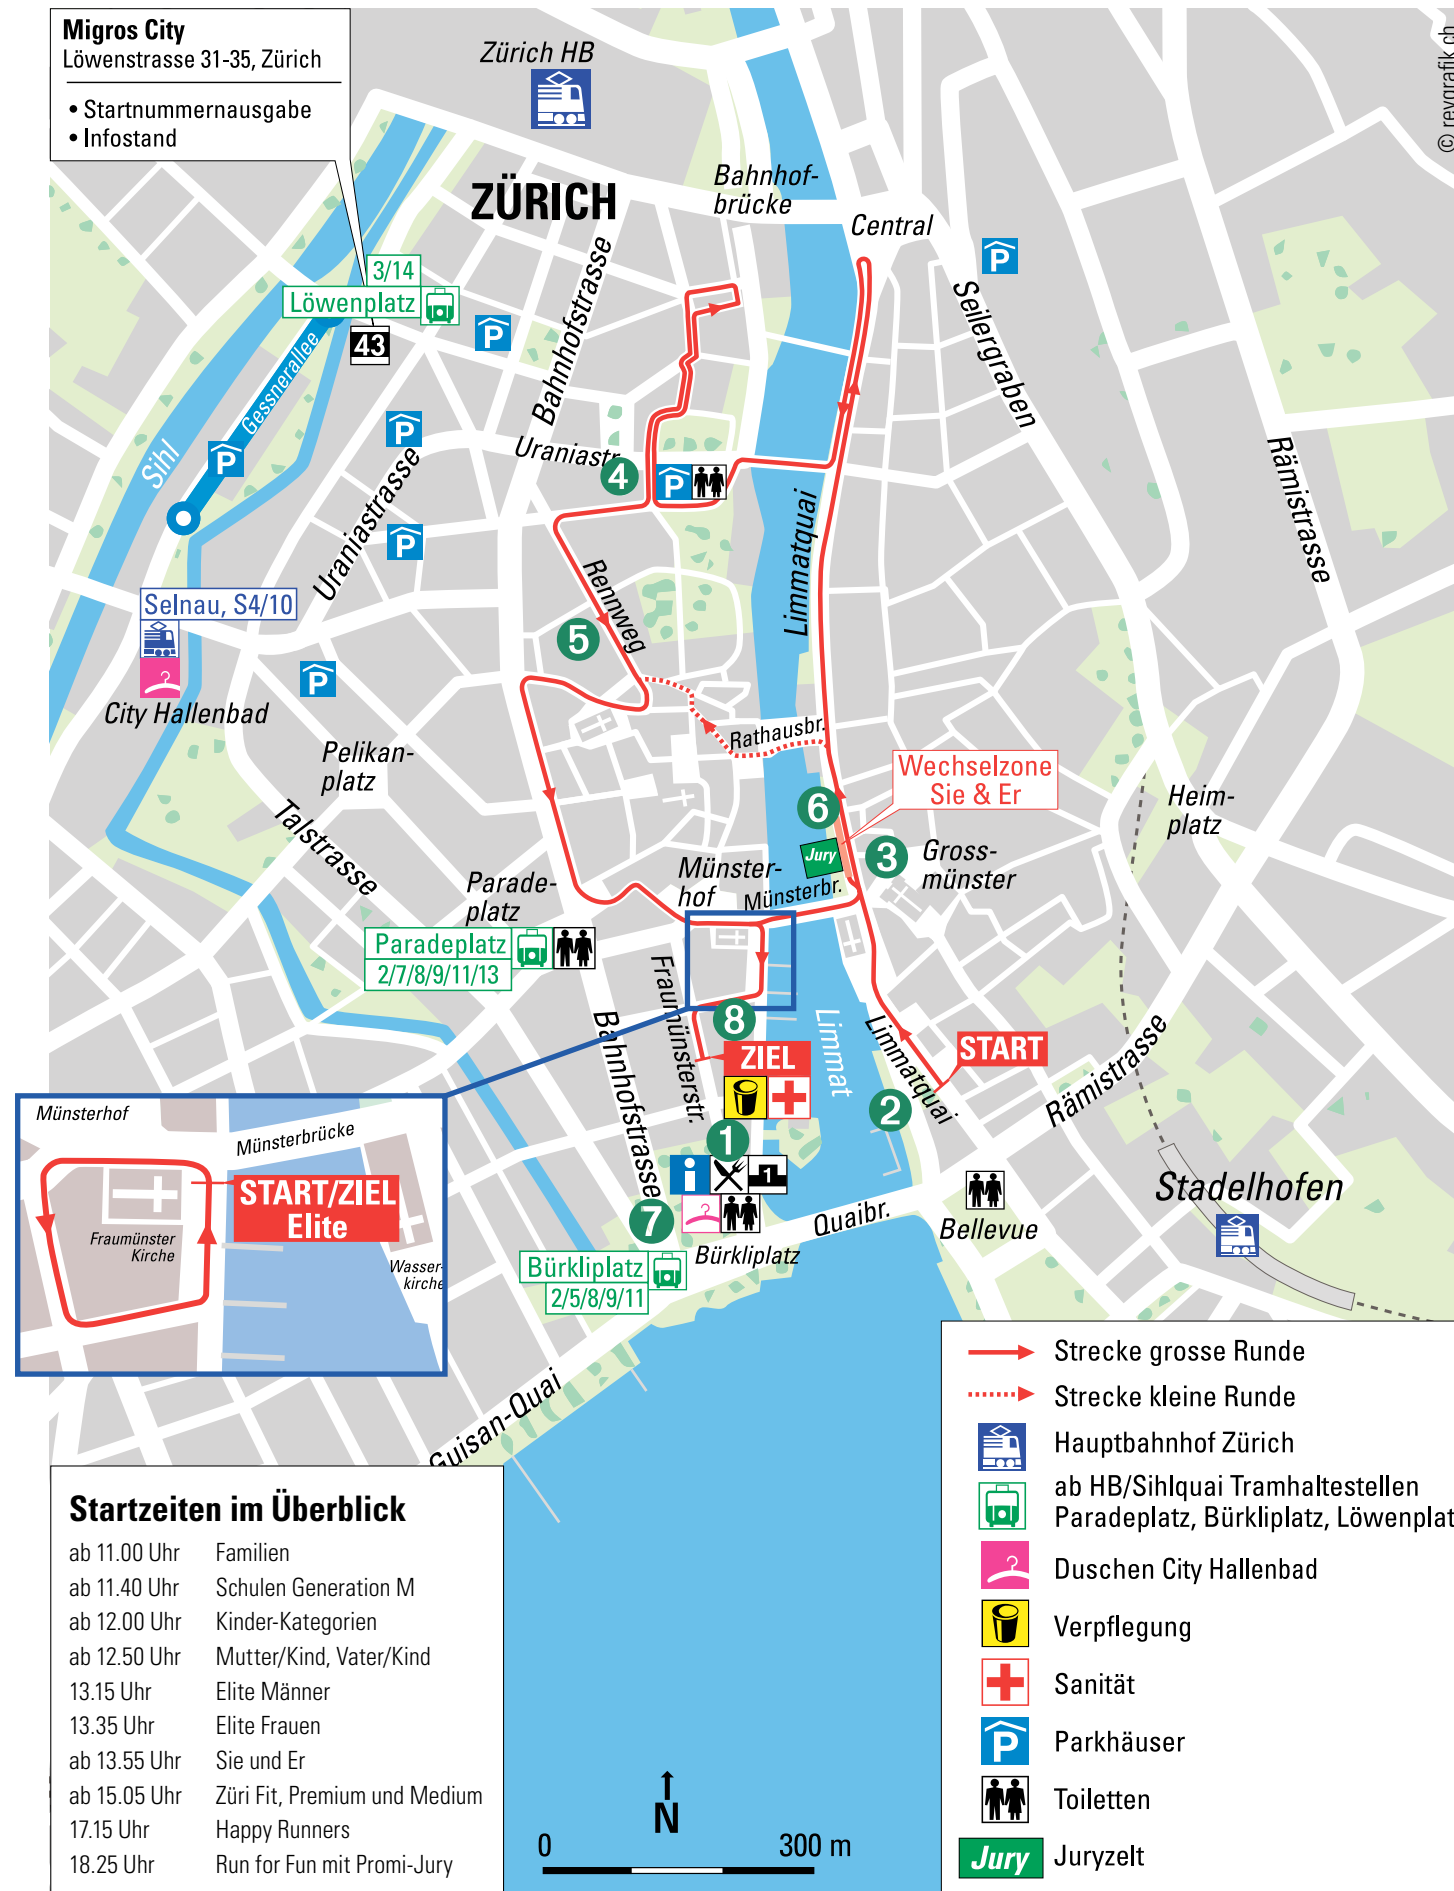 Migros City
Löwenstrasse 31-35, Zürich
• Startnummernausgabe
• Infostand
© revgrafik.ch
Zürich HB
ZÜRICH
Bahnhof-
brücke
Central
3/14
Löwenplatz
43
P
P
P
P
P
P
P
Gessnerallee
Sihl
Bahnhofstrasse
Seilergraben
Uraniastr.
4
Uraniastrasse
Limmatquai
Rämistrasse
Rennweg
5
Selnau, S4/10
City Hallenbad
P
Pelikan-
platz
Talstrasse
Rathausbr.
Wechselzone
Sie & Er
6
Jury
3
Gross-
münster
Heim-
platz
Münster-
hof
Münsterbr.
Parade-
platz
Paradeplatz
2/7/8/9/11/13
Fraumünsterstr.
Bahnhofstrasse
8
ZIEL
Limmat
Limmatquai
START
2
Rämistrasse
1
i
1
7
Bürkliplatz
Bürkliplatz
2/5/8/9/11
Quaibr.
Bellevue
Stadelhofen
Guisan-Quai
Münsterhof
Münsterbrücke
START/ZIEL
Elite
Fraumünster
Kirche
Wasser-
kirche
Startzeiten im Überblick
ab 11.00 Uhr Familien
ab 11.40 Uhr Schulen Generation M
ab 12.00 Uhr Kinder-Kategorien
ab 12.50 Uhr Mutter/Kind, Vater/Kind
13.15 Uhr Elite Männer
13.35 Uhr Elite Frauen
ab 13.55 Uhr Sie und Er
ab 15.05 Uhr Züri Fit, Premium und Medium
17.15 Uhr Happy Runners
18.25 Uhr Run for Fun mit Promi-Jury
N
0 300 m
Strecke grosse Runde
Strecke kleine Runde
Hauptbahnhof Zürich
ab HB/Sihlquai Tramhaltestellen
Paradeplatz, Bürkliplatz, Löwenplat
Duschen City Hallenbad
Verpflegung
Sanität
P Parkhäuser
Toiletten
Jury Juryzelt